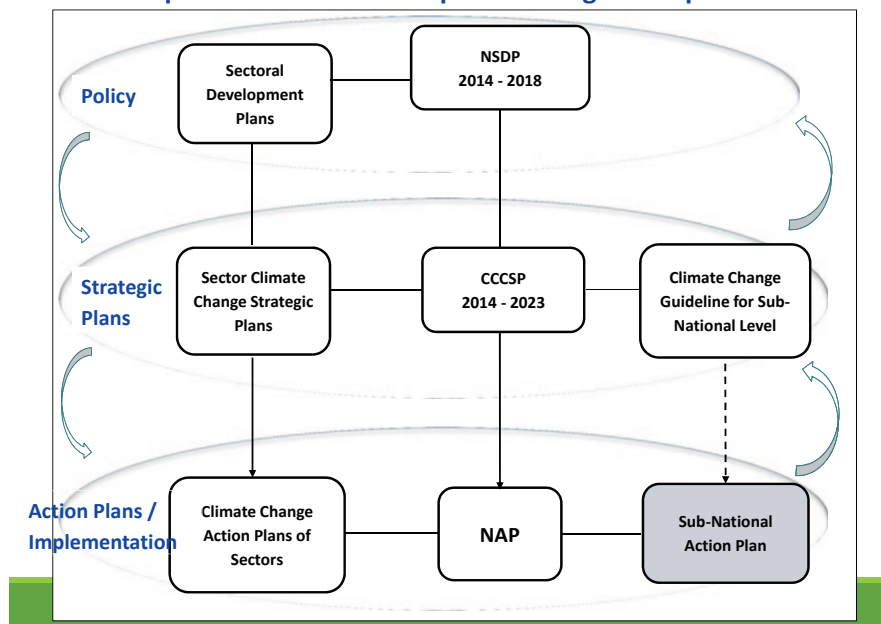 Policy
Sectoral
Development
Plans
NSDP
2014 - 2018
Strategic
Plans
Sector Climate
Change Strategic
Plans
CCCSP
2014 - 2023
Climate Change
Guideline for Sub-
National Level
Action Plans /
Implementation
Climate Change
Action Plans of
Sectors
NAP
Sub-National
Action Plan